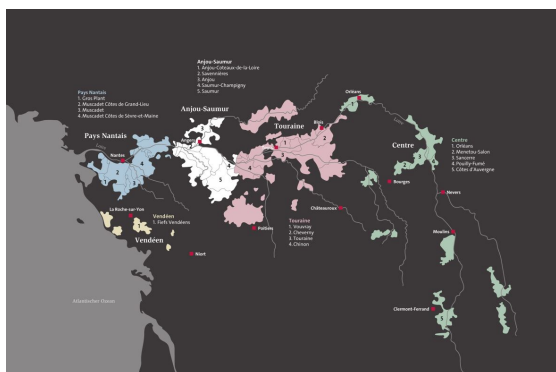 Anjou-Saumur
1. Anjou-Coteaux-de-la-Loire
2. Savennières
3. Anjou
4. Saumur-Champigny
5. Saumur
Pays Nantais
1. Gros Plant
2. Muscadet Côtes de Grand-Lieu
3. Muscadet
4. Muscadet Côtes de Sèvre-et-Maine
Orléans
1
Anjou-Saumur
Blois
Touraine
Pays Nantais
Angers
Centre
Centre
1. Orléans
2. Menetou-Salon
3. Sancerre
4. Pouilly-Fumé
5. Côtes d'Auvergne
Nantes
Bourges
Nevers
Châteauroux
La Roche-sur-Yon
Vendéen
1. Fiefs Vendéens
Touraine
1. Vouvray
2. Cheverny
3. Touraine
4. Chinon
Poitiers
Moulins
Vendéen
Niort
Atlantischer Ozean
Clermont-Ferrand
5